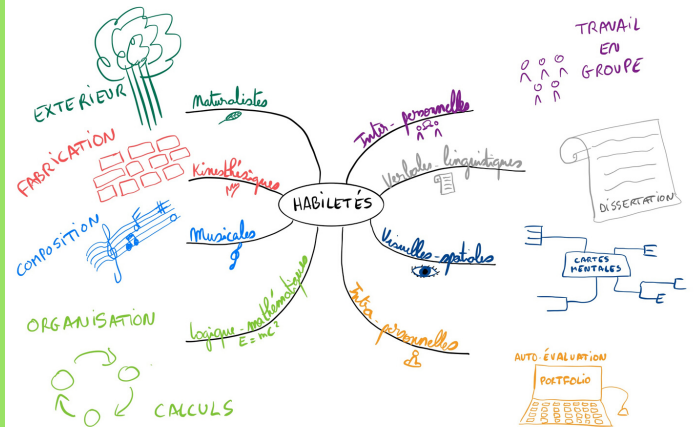 HABILETÉS
Inter-personnelles
TRAVAIL
EN
GROUPE
Verbales-linguistiques
DISSERTATION
Visuelles-spatiales
CARTES
MENTALES
Intra-personnelles
AUTO-ÉVALUATION
PORTFOLIO
Logique-mathématiques
E=mc²
ORGANISATION
CALCULS
Musicales
COMPOSITION
Kinesthésiques
FABRICATION
Naturalistes
EXTERIEUR